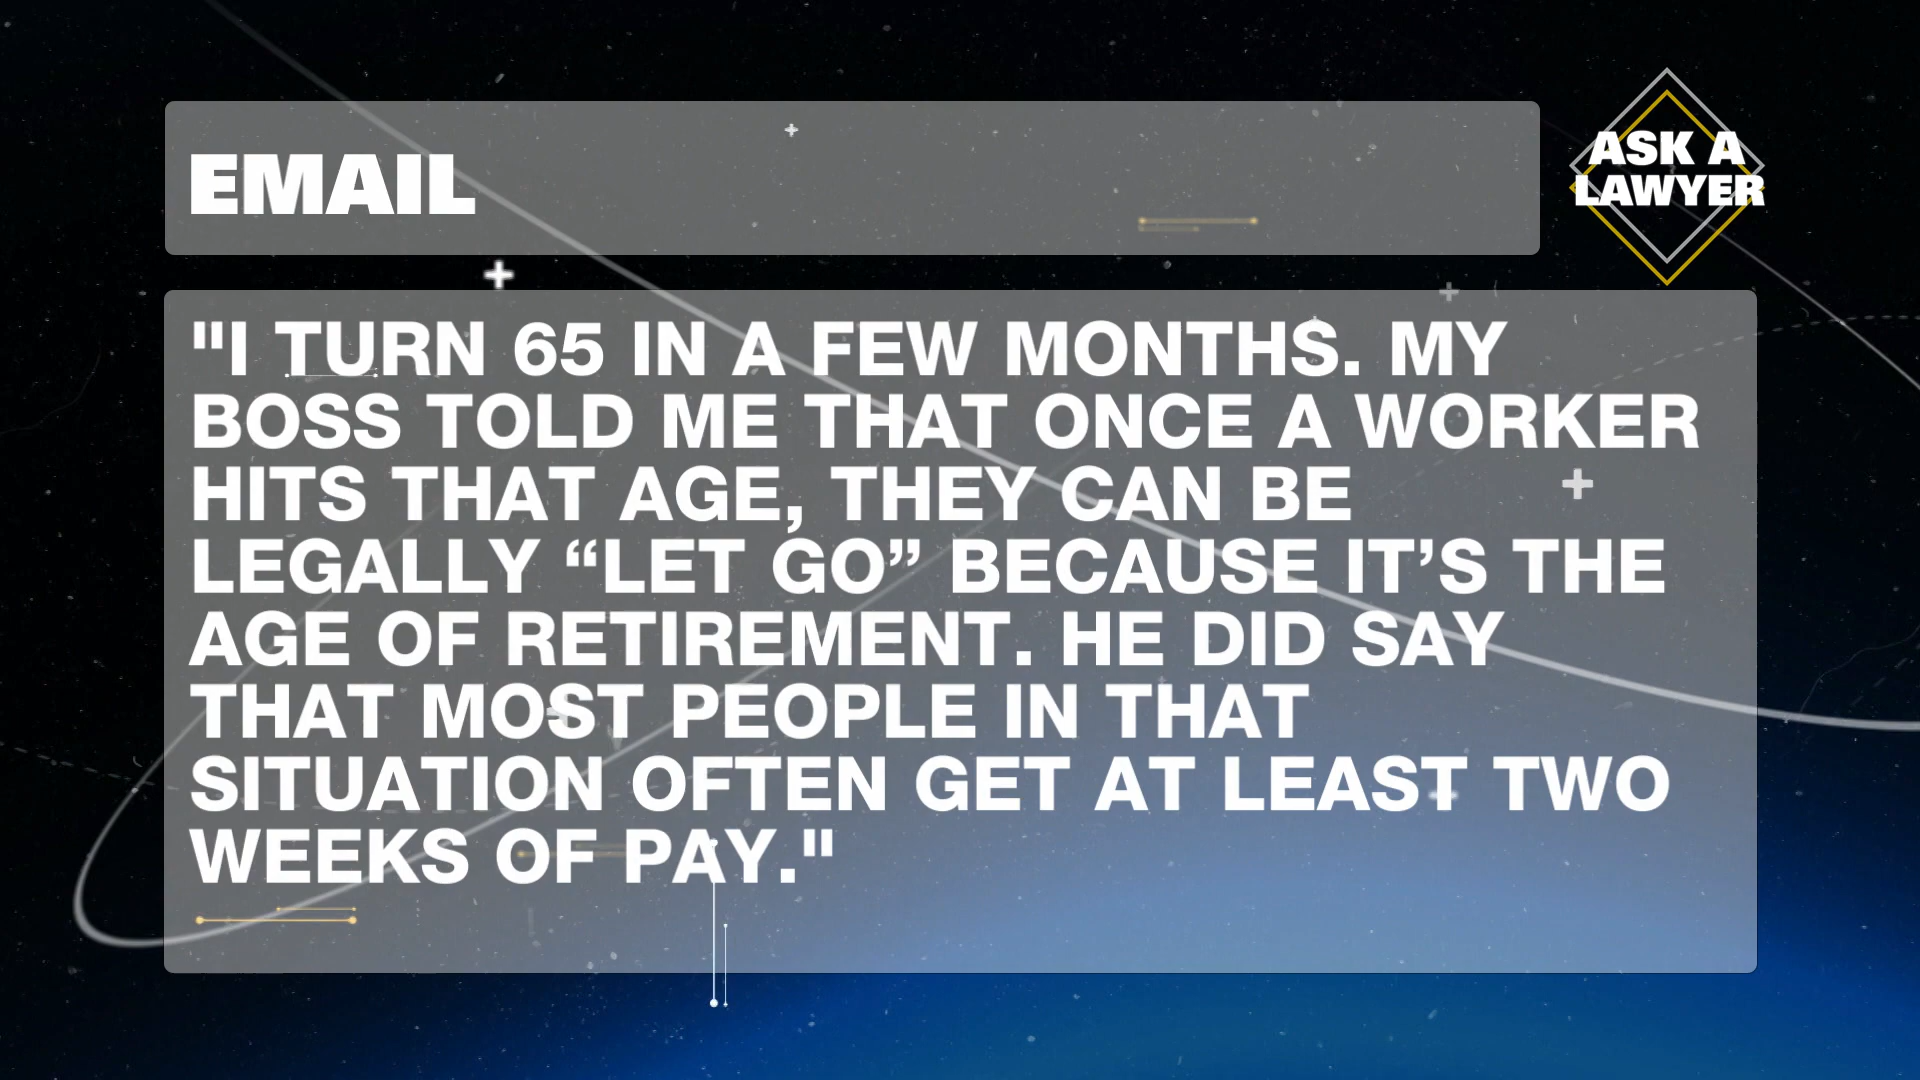 EMAIL
ASK A
LAWYER
"I TURN 65 IN A FEW MONTHS. MY
BOSS TOLD ME THAT ONCE A WORKER
HITS THAT AGE, THEY CAN BE
LEGALLY “LET GO” BECAUSE IT’S THE
AGE OF RETIREMENT. HE DID SAY
THAT MOST PEOPLE IN THAT
SITUATION OFTEN GET AT LEAST TWO
WEEKS OF PAY."